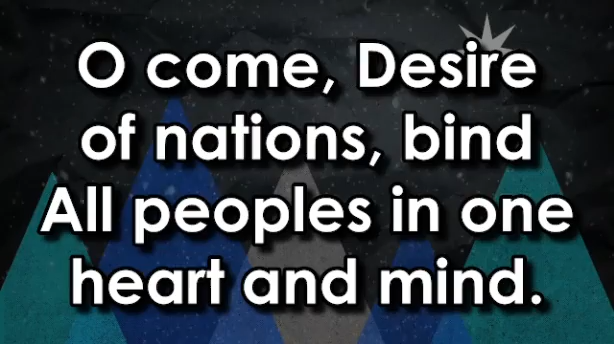 O come, Desire
of nations, bind
All peoples in one
heart and mind.